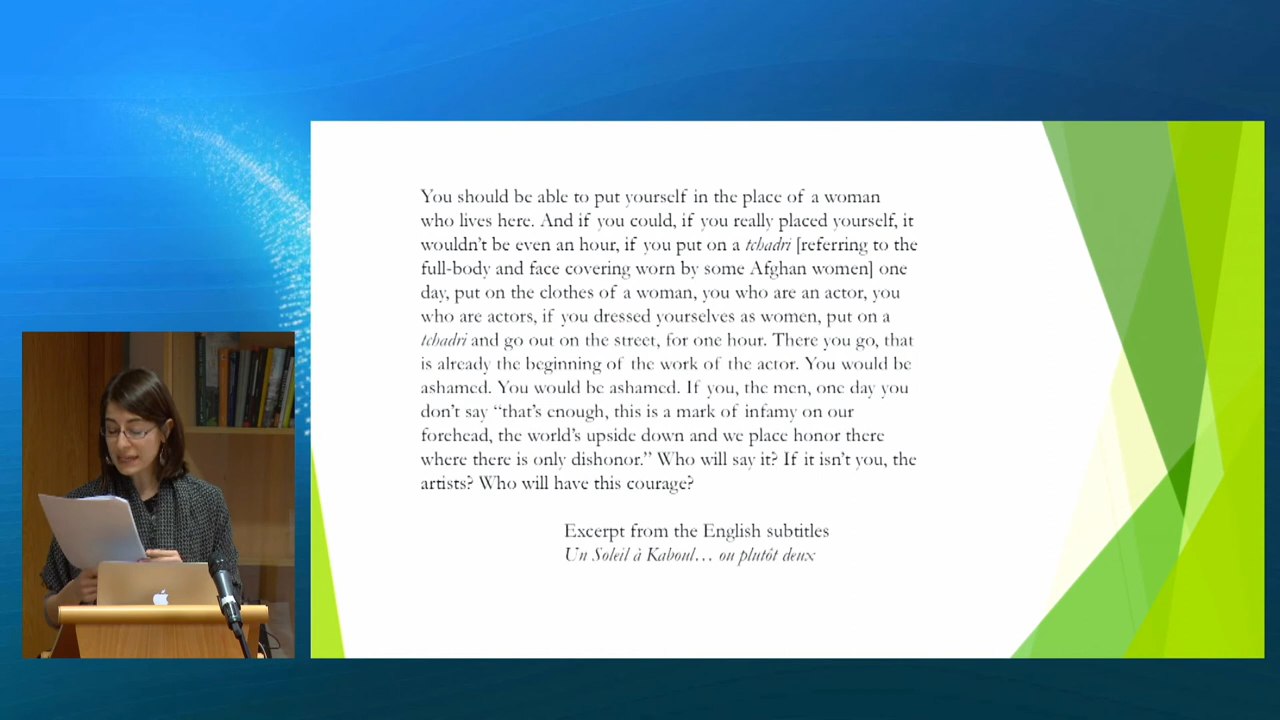 You should be able to put yourself in the place of a woman
who lives here. And if you could, if you really placed yourself, it
wouldn't be even an hour, if you put on a tchadri [referring to the
full-body and face covering worn by some Afghan women] one
day, put on the clothes of a woman, you who are an actor, you
who are actors, if you dressed yourselves as women, put on a
tchadri and go out on the street, for one hour. There you go, that
is already the beginning of the work of the actor. You would be
ashamed. You would be ashamed. If you, the men, one day you
don't say “that's enough, this is a mark of infamy on our
forehead, the world's upside down and we place honor there
where there is only dishonor.” Who will say it? If it isn't you, the
artists? Who will have this courage?
Excerpt from the English subtitles
Un Soleil à Kaboul… ou plutôt deux